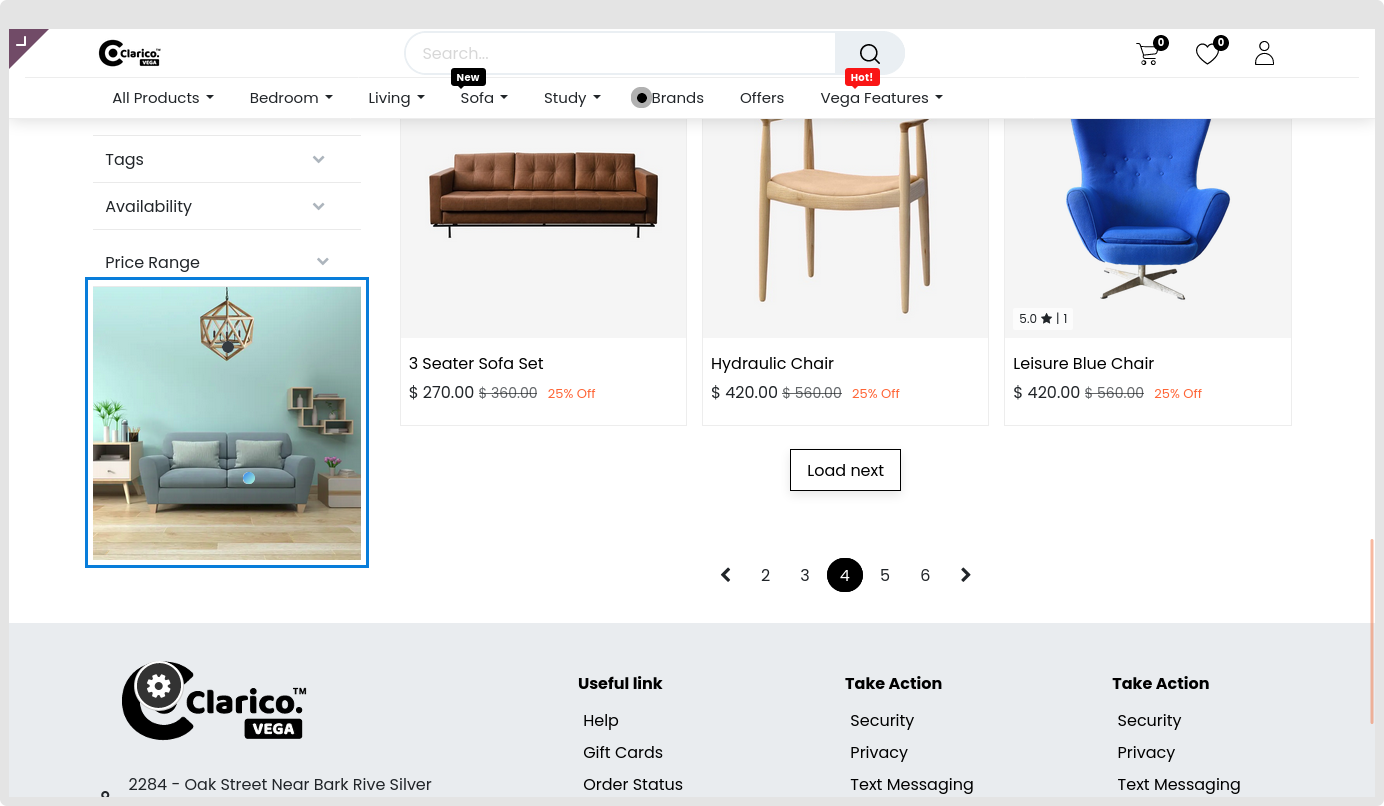 Clarico.™
VEGA
Search...
0
0
New
Hot!
All Products
Bedroom
Living
Sofa
Study
Brands
Offers
Vega Features
Tags
Availability
Price Range
5.0 ★ | 1
3 Seater Sofa Set
$ 270.00 $ 360.00 25% Off
Hydraulic Chair
$ 420.00 $ 560.00 25% Off
Leisure Blue Chair
$ 420.00 $ 560.00 25% Off
Load next
2 3 4 5 6
Clarico.™
VEGA
2284 - Oak Street Near Bark Rive Silver
Useful link
Help
Gift Cards
Order Status
Take Action
Security
Privacy
Text Messaging
Take Action
Security
Privacy
Text Messaging